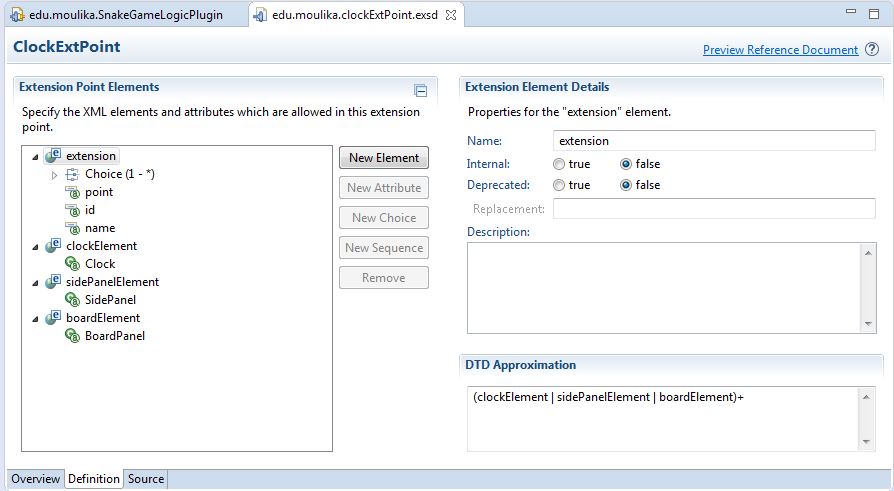 edu.moulika.SnakeGameLogicPlugin
edu.moulika.clockExtPoint.exsd
ClockExtPoint
Preview Reference Document
Extension Point Elements
Specify the XML elements and attributes which are allowed in this extension
point.
extension
Choice (1 - *)
point
id
name
clockElement
Clock
sidePanelElement
SidePanel
boardElement
BoardPanel
New Element
New Attribute
New Choice
New Sequence
Remove
Extension Element Details
Properties for the "extension" element.
Name: extension
Internal: true false
Deprecated: true false
Replacement:
Description:
DTD Approximation
(clockElement | sidePanelElement | boardElement)+
Overview Definition Source